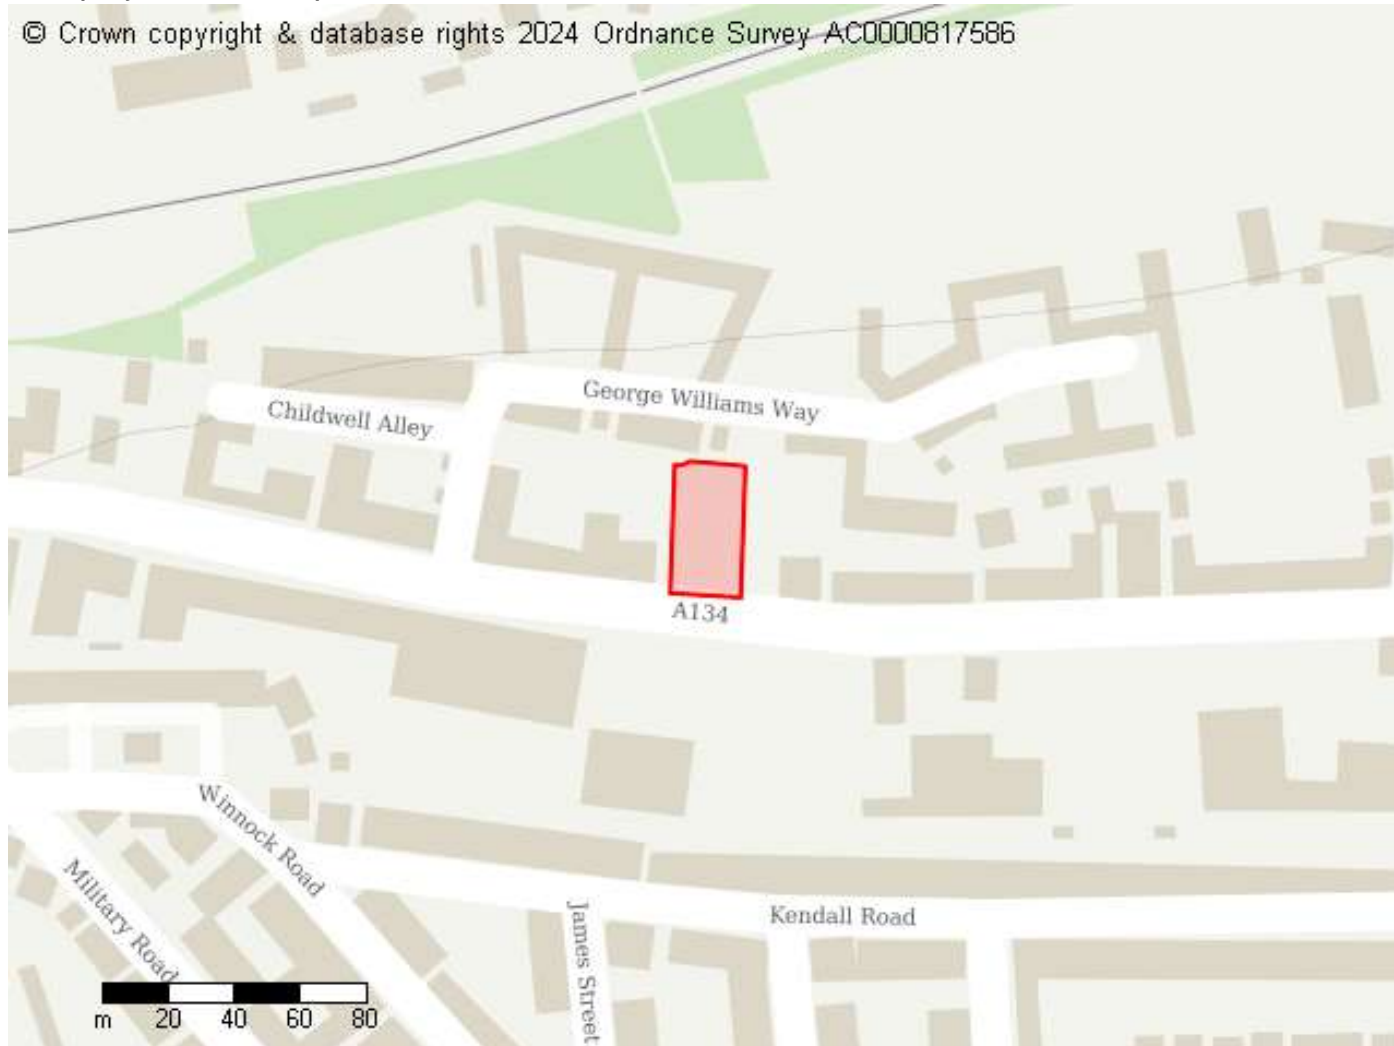 © Crown copyright & database rights 2024 Ordnance Survey AC0000817586
George Williams Way
Childwell Alley
A134
Winnock Road
Military Road
James Street
Kendall Road
m 20 40 60 80